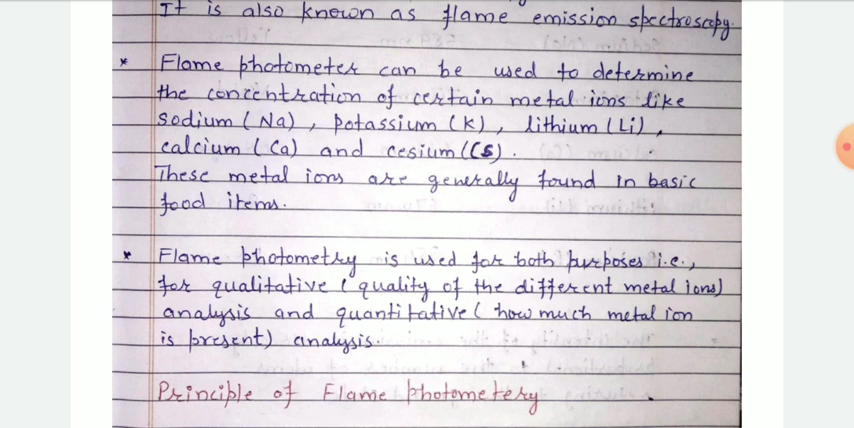 It is also known as flame emission spectroscopy.
* Flame photometer can be used to determine
the concentration of certain metal ions like
sodium (Na), potassium (K), lithium (Li),
calcium (Ca) and cesium (Cs).
These metal ions are generally found in basic
food items.
* Flame photometry is used for both purposes i.e.,
for qualitative (quality of the different metal ions)
analysis and quantitative (how much metal ion
is present) analysis.
Principle of Flame photometery